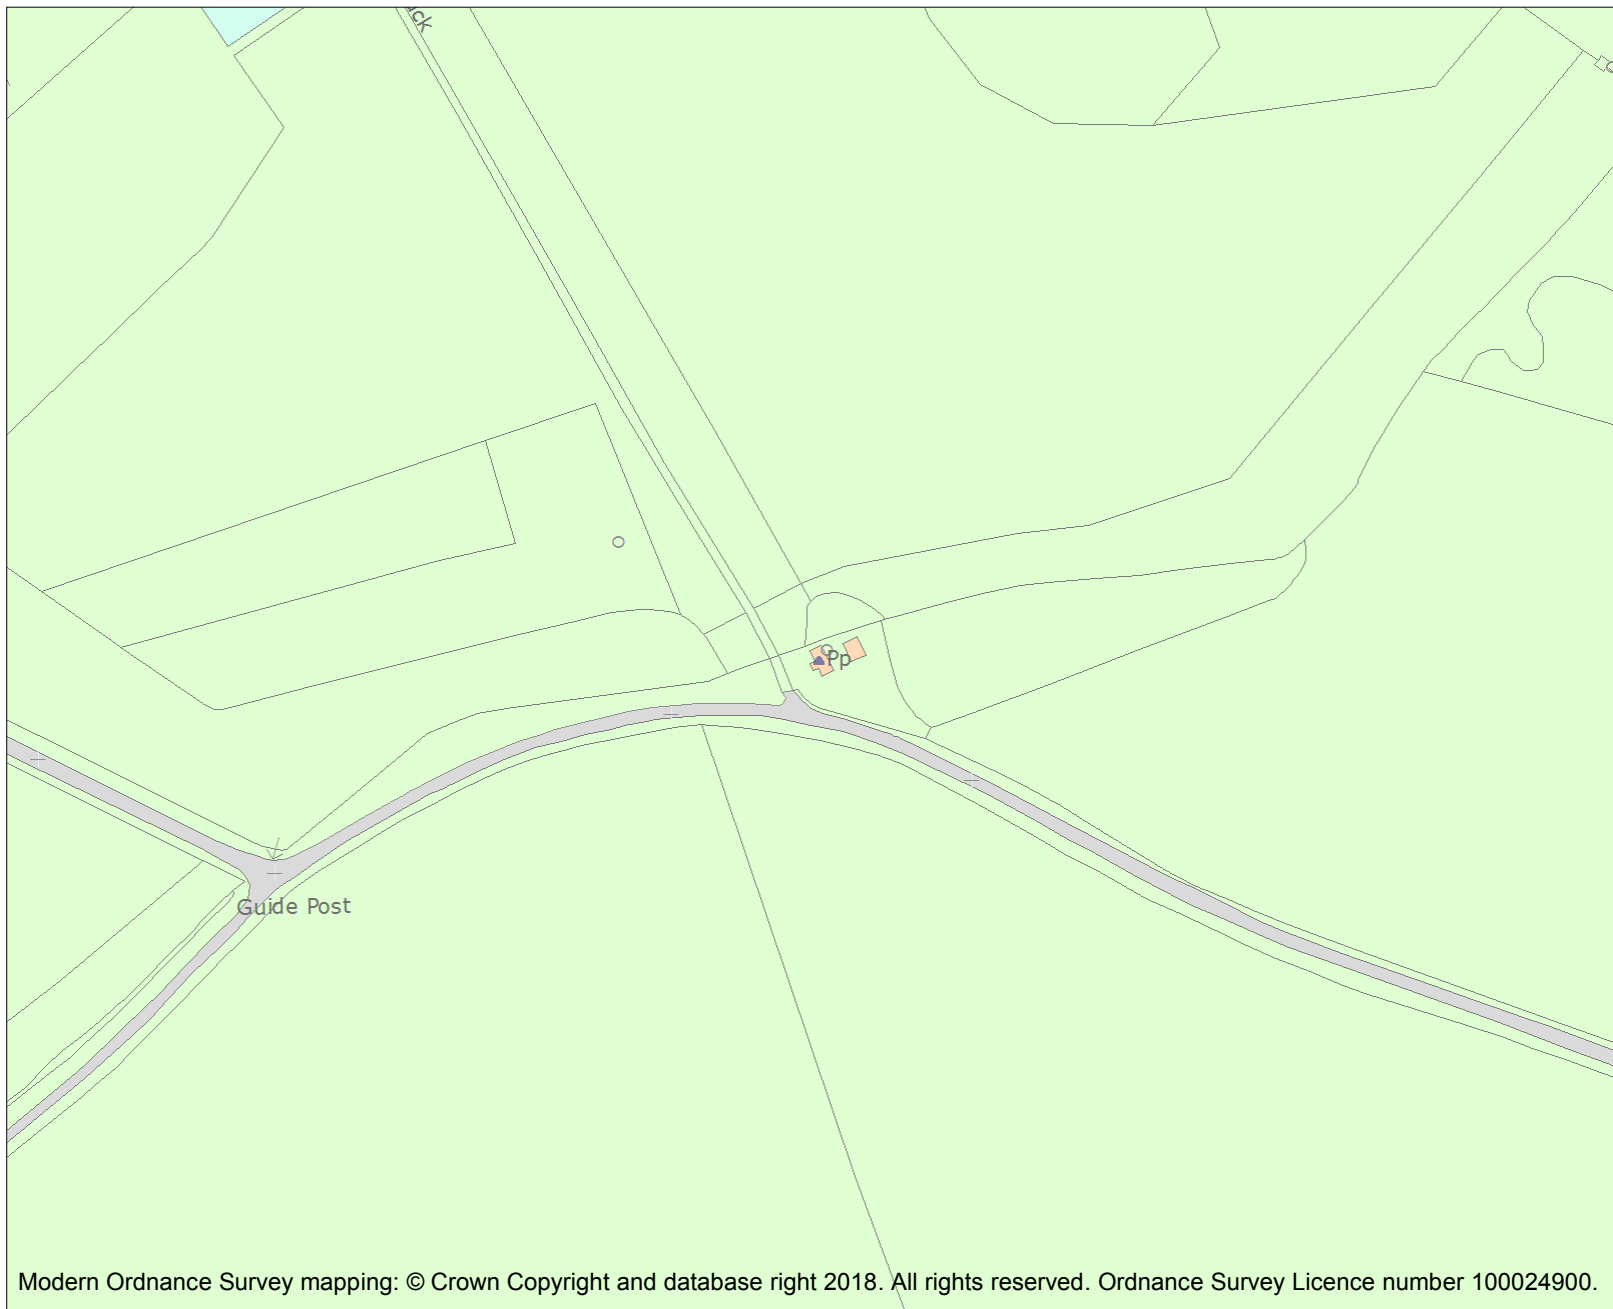 Pp
Guide Post
Modern Ordnance Survey mapping: © Crown Copyright and database right 2018. All rights reserved. Ordnance Survey Licence number 100024900.